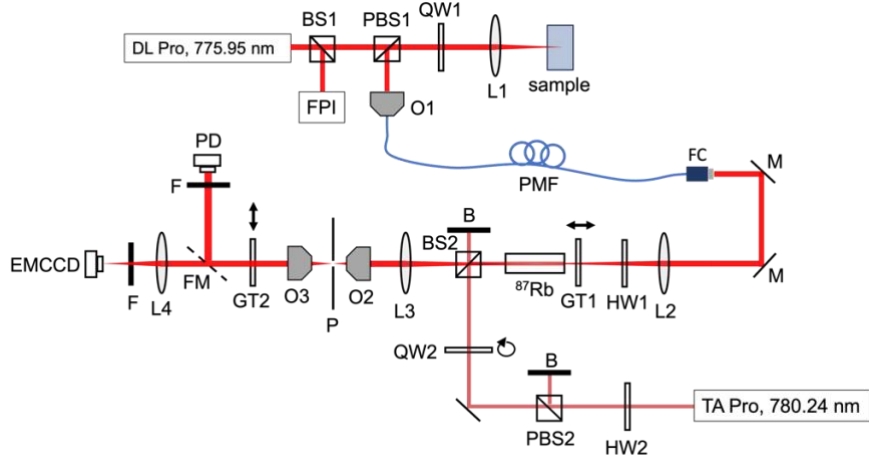 QW1
BS1
PBS1
DL Pro, 775.95 nm
FPI
O1
L1
sample
PD
F
PMF
FC
M
B
BS2
EMCCD
F
L4
FM
GT2
O3
P
O2
L3
87Rb
GT1
HW1
L2
M
QW2
B
PBS2
HW2
TA Pro, 780.24 nm